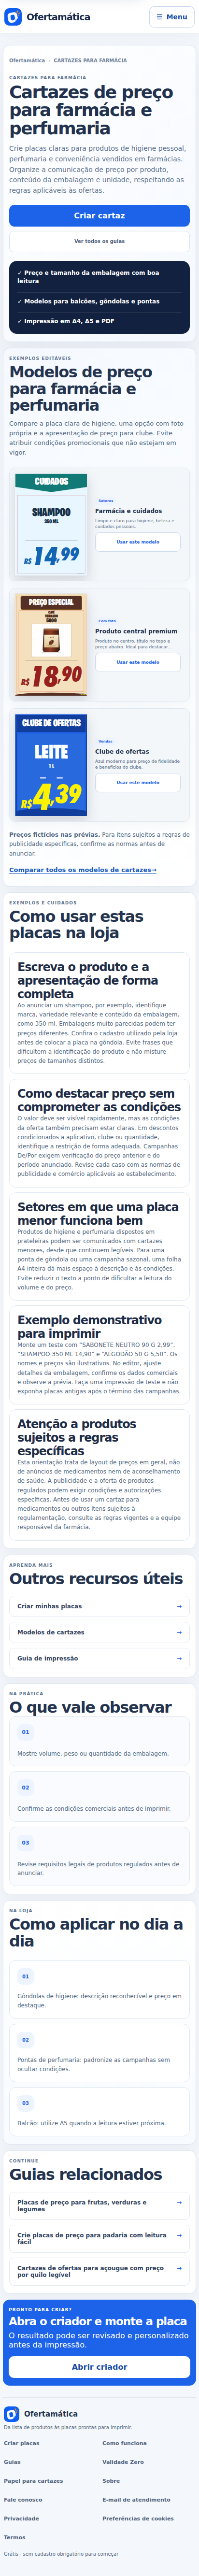 Ofertamática
☰ Menu
Ofertamática › CARTAZES PARA FARMÁCIA
CARTAZES PARA FARMÁCIA
Cartazes de preço
para farmácia e
perfumaria
Crie placas claras para produtos de higiene pessoal,
perfumaria e conveniência vendidos em farmácias.
Organize a comunicação de preço por produto,
conteúdo da embalagem e unidade, respeitando as
regras aplicáveis às ofertas.
Criar cartaz
Ver todos os guias
✓ Preço e tamanho da embalagem com boa
leitura
✓ Modelos para balcões, gôndolas e pontas
✓ Impressão em A4, A5 e PDF
EXEMPLOS EDITÁVEIS
Modelos de preço
para farmácia e
perfumaria
Compare a placa clara de higiene, uma opção com foto
própria e a apresentação de preço para clube. Evite
atribuir condições promocionais que não estejam em
vigor.
CUIDADOS
SHAMPOO
350 ML
R$14,99
Setores
Farmácia e cuidados
Limpo e claro para higiene, beleza e
cuidados pessoais.
Usar este modelo
PREÇO ESPECIAL
CAFÉ
TORRADO
500G
R$18,90
Com foto
Produto central premium
Produto no centro, título no topo e
preço abaixo. Ideal para destacar...
Usar este modelo
CLUBE DE OFERTAS
LEITE
1 L
R$4,39
Vendas
Clube de ofertas
Azul moderno para preço de fidelidade
e benefícios do clube.
Usar este modelo
Preços fictícios nas prévias. Para itens sujeitos a regras de
publicidade específicas, confirme as normas antes de
anunciar.
Comparar todos os modelos de cartazes→
EXEMPLOS E CUIDADOS
Como usar estas
placas na loja
Escreva o produto e a
apresentação de forma
completa
Ao anunciar um shampoo, por exemplo, identifique
marca, variedade relevante e conteúdo da embalagem,
como 350 ml. Embalagens muito parecidas podem ter
preços diferentes. Confira o cadastro utilizado pela loja
antes de colocar a placa na gôndola. Evite frases que
dificultem a identificação do produto e não misture
preços de tamanhos distintos.
Como destacar preço sem
comprometer as condições
O valor deve ser visível rapidamente, mas as condições
da oferta também precisam estar claras. Em descontos
condicionados a aplicativo, clube ou quantidade,
identifique a restrição de forma adequada. Campanhas
De/Por exigem verificação do preço anterior e do
período anunciado. Revise cada caso com as normas de
publicidade e comércio aplicáveis ao estabelecimento.
Setores em que uma placa
menor funciona bem
Produtos de higiene e perfumaria dispostos em
prateleiras podem ser comunicados com cartazes
menores, desde que continuem legíveis. Para uma
ponta de gôndola ou uma campanha sazonal, uma folha
A4 inteira dá mais espaço à descrição e às condições.
Evite reduzir o texto a ponto de dificultar a leitura do
volume e do preço.
Exemplo demonstrativo
para imprimir
Monte um teste com “SABONETE NEUTRO 90 G 2,99”,
“SHAMPOO 350 ML 14,99” e “ALGODÃO 50 G 5,50”. Os
nomes e preços são ilustrativos. No editor, ajuste
detalhes da embalagem, confirme os dados comerciais
e observe a prévia. Faça uma impressão de teste e não
exponha placas antigas após o término das campanhas.
Atenção a produtos
sujeitos a regras
específicas
Esta orientação trata de layout de preços em geral, não
de anúncios de medicamentos nem de aconselhamento
de saúde. A publicidade e a oferta de produtos
regulados podem exigir condições e autorizações
específicas. Antes de usar um cartaz para
medicamentos ou outros itens sujeitos à
regulamentação, consulte as regras vigentes e a equipe
responsável da farmácia.
APRENDA MAIS
Outros recursos úteis
Criar minhas placas →
Modelos de cartazes →
Guia de impressão →
NA PRÁTICA
O que vale observar
01
Mostre volume, peso ou quantidade da embalagem.
02
Confirme as condições comerciais antes de imprimir.
03
Revise requisitos legais de produtos regulados antes de
anunciar.
NA LOJA
Como aplicar no dia a
dia
01
Gôndolas de higiene: descrição reconhecível e preço em
destaque.
02
Pontas de perfumaria: padronize as campanhas sem
ocultar condições.
03
Balcão: utilize A5 quando a leitura estiver próxima.
CONTINUE
Guias relacionados
Placas de preço para frutas, verduras e
legumes →
Crie placas de preço para padaria com leitura
fácil →
Cartazes de ofertas para açougue com preço
por quilo legível →
PRONTO PARA CRIAR?
Abra o criador e monte a placa
O resultado pode ser revisado e personalizado
antes da impressão.
Abrir criador
Ofertamática
Da lista de produtos às placas prontas para imprimir.
Criar placas
Como funciona
Guias
Validade Zero
Papel para cartazes
Sobre
Fale conosco
E-mail de atendimento
Privacidade
Preferências de cookies
Termos
Grátis · sem cadastro obrigatório para começar